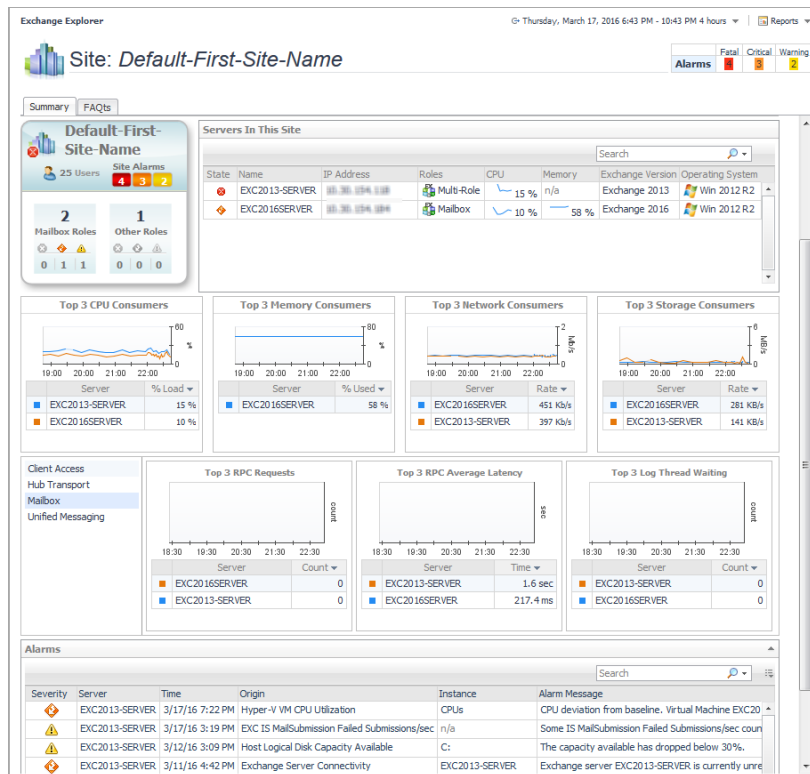 Exchange Explorer
Thursday, March 17, 2016 6:43 PM - 10:43 PM 4 hours Reports
Site: Default-First-Site-Name
Fatal Critical Warning
Alarms 4 3 2
Summary FAQts
Default-First-
Site-Name
25 Users Site Alarms
4 3 2
2 1
Mailbox Roles Other Roles
0 1 1 0 0 0
Servers In This Site
Search
State Name IP Address Roles CPU Memory Exchange Version Operating System
EXC2013-SERVER Multi-Role 15 % n/a Exchange 2013 Win 2012 R2
EXC2016SERVER Mailbox 10 % 58 % Exchange 2016 Win 2012 R2
Top 3 CPU Consumers
60
%
0
19:00 20:00 21:00 22:00
Server % Load
EXC2013-SERVER 15 %
EXC2016SERVER 10 %
Top 3 Memory Consumers
80
%
0
19:00 20:00 21:00 22:00
Server % Used
EXC2016SERVER 58 %
Top 3 Network Consumers
2
Mb/s
0
19:00 20:00 21:00 22:00
Server Rate
EXC2016SERVER 451 Kb/s
EXC2013-SERVER 397 Kb/s
Top 3 Storage Consumers
6
MB/s
0
19:00 20:00 21:00 22:00
Server Rate
EXC2016SERVER 281 KB/s
EXC2013-SERVER 141 KB/s
Client Access
Hub Transport
Mailbox
Unified Messaging
Top 3 RPC Requests
count
18:30 19:30 20:30 21:30 22:30
Server Count
EXC2016SERVER 0
EXC2013-SERVER 0
Top 3 RPC Average Latency
sec
18:30 19:30 20:30 21:30 22:30
Server Time
EXC2013-SERVER 1.6 sec
EXC2016SERVER 217.4 ms
Top 3 Log Thread Waiting
count
18:30 19:30 20:30 21:30 22:30
Server Count
EXC2013-SERVER 0
EXC2016SERVER 0
Alarms
Search
Severity Server Time Origin Instance Alarm Message
EXC2013-SERVER 3/17/16 7:22 PM Hyper-V VM CPU Utilization CPUs CPU deviation from baseline. Virtual Machine EXC20
EXC2013-SERVER 3/17/16 3:19 PM EXC IS MailSubmission Failed Submissions/sec n/a Some IS MailSubmission Failed Submissions/sec coun
EXC2013-SERVER 3/12/16 3:09 PM Host Logical Disk Capacity Available C: The capacity available has dropped below 30%.
EXC2013-SERVER 3/11/16 4:42 PM Exchange Server Connectivity EXC2013-SERVER Exchange server EXC2013-SERVER is currently unre